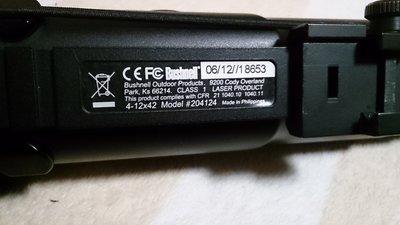 CE FC Bushnell 06/12//18653
Bushnell Outdoor Products. 9200 Cody Overland
Park, Ks 66214. CLASS 1 LASER PRODUCT
This product complies with CFR 21 1040.10 1040.11
4-12x42 Model #204124 Made in Philippines